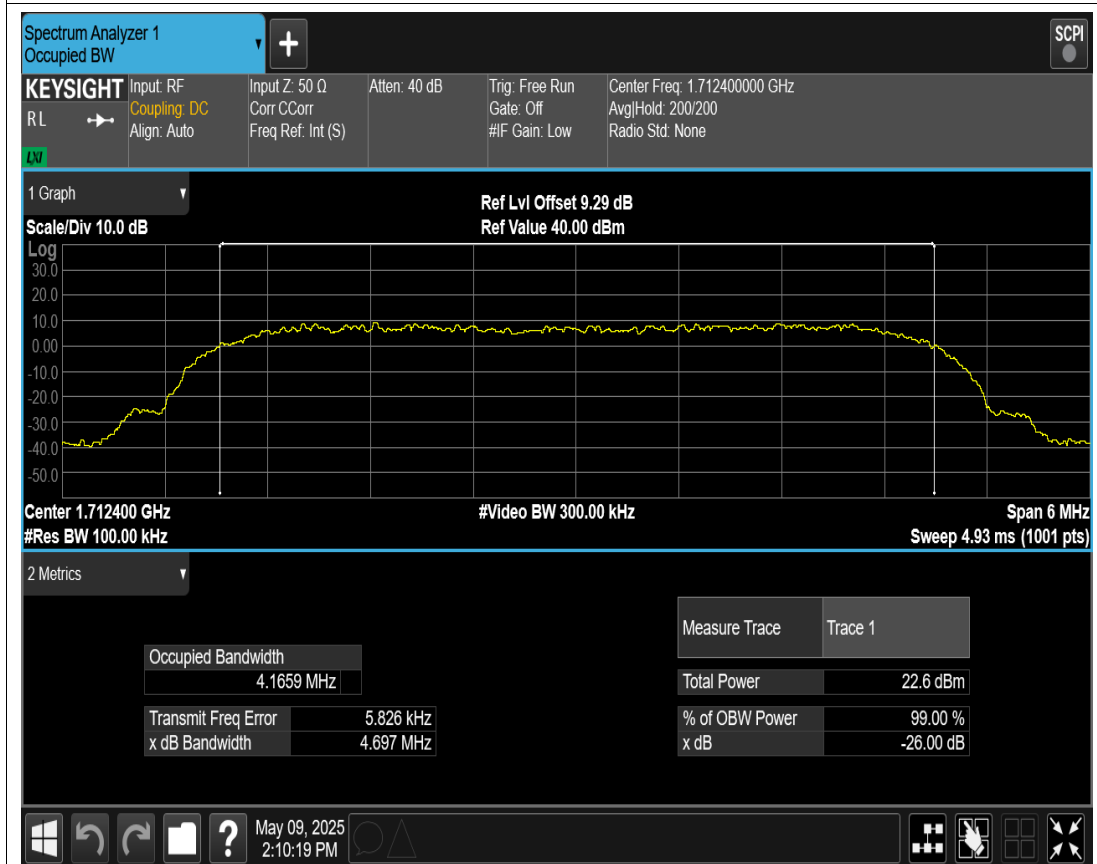 Spectrum Analyzer 1
Occupied BW
SCPI
KEYSIGHT
RL
LXI
Input: RF
Coupling: DC
Align: Auto
Input Z: 50 Ω
Corr CCorr
Freq Ref: Int (S)
Atten: 40 dB
Trig: Free Run
Gate: Off
#IF Gain: Low
Center Freq: 1.712400000 GHz
Avg|Hold: 200/200
Radio Std: None
1 Graph
Ref Lvl Offset 9.29 dB
Scale/Div 10.0 dB
Ref Value 40.00 dBm
Log
30.0
20.0
10.0
0.00
-10.0
-20.0
-30.0
-40.0
-50.0
Center 1.712400 GHz
#Video BW 300.00 kHz
Span 6 MHz
#Res BW 100.00 kHz
Sweep 4.93 ms (1001 pts)
2 Metrics
Measure Trace
Trace 1
Occupied Bandwidth
4.1659 MHz
Total Power
22.6 dBm
Transmit Freq Error
5.826 kHz
% of OBW Power
99.00 %
x dB Bandwidth
4.697 MHz
x dB
-26.00 dB
?
May 09, 2025
2:10:19 PM